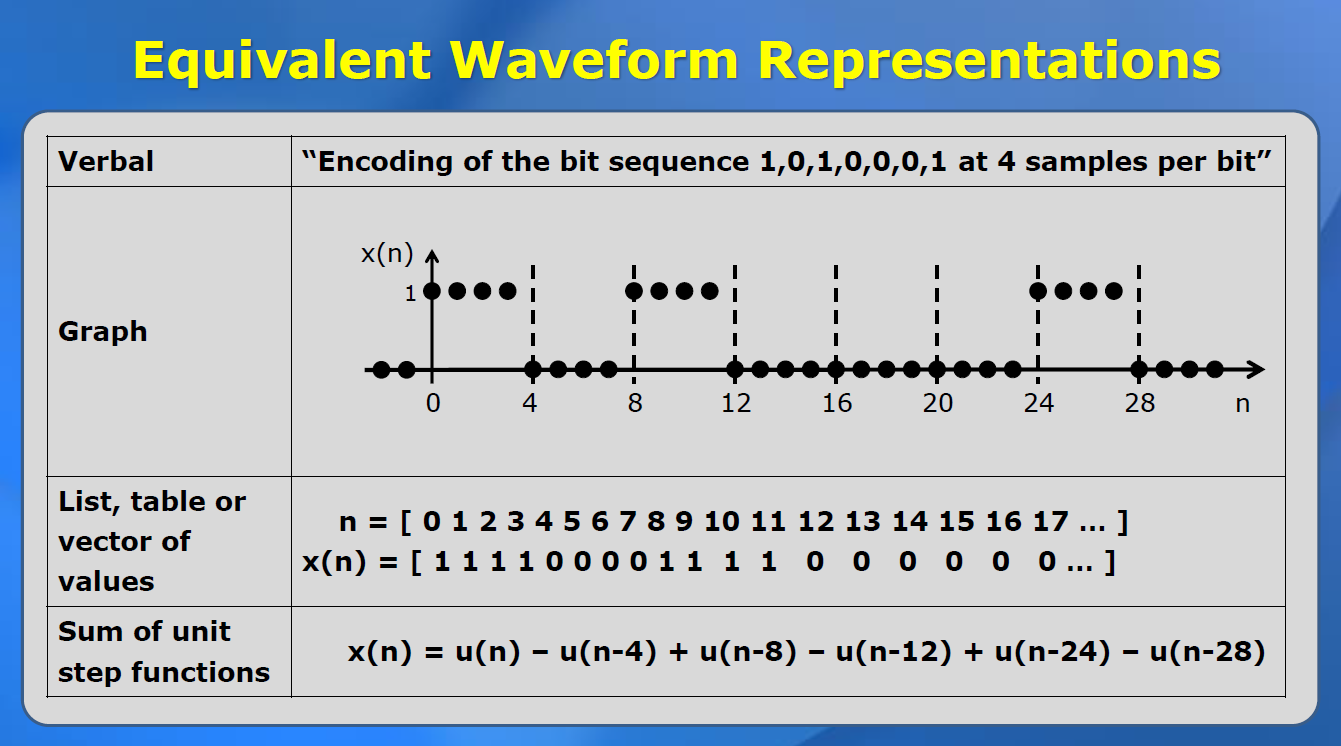 Equivalent Waveform Representations
Verbal
“Encoding of the bit sequence 1,0,1,0,0,0,1 at 4 samples per bit”
Graph
x(n)
1
0 4 8 12 16 20 24 28 n
List, table or
vector of
values
n = [ 0 1 2 3 4 5 6 7 8 9 10 11 12 13 14 15 16 17 ... ]
x(n) = [ 1 1 1 1 0 0 0 0 1 1 1 1 0 0 0 0 0 0 ... ]
Sum of unit
step functions
x(n) = u(n) – u(n-4) + u(n-8) – u(n-12) + u(n-24) – u(n-28)